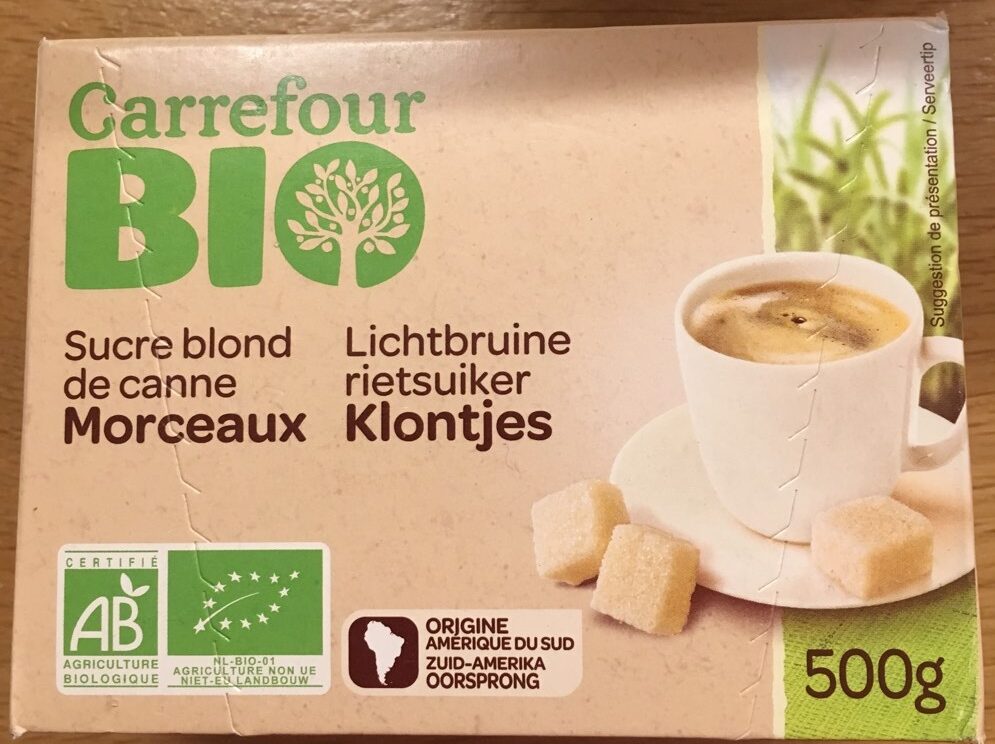 Carrefour
BIO
Sucre blond
de canne
Morceaux
Lichtbruine
rietsuiker
Klontjes
Suggestion de présentation / Serveertip
CERTIFIÉ
AB
AGRICULTURE
BIOLOGIQUE
NL-BIO-01
AGRICULTURE NON UE
NIET-EU LANDBOUW
ORIGINE
AMÉRIQUE DU SUD
ZUID-AMERIKA
OORSPRONG
500g